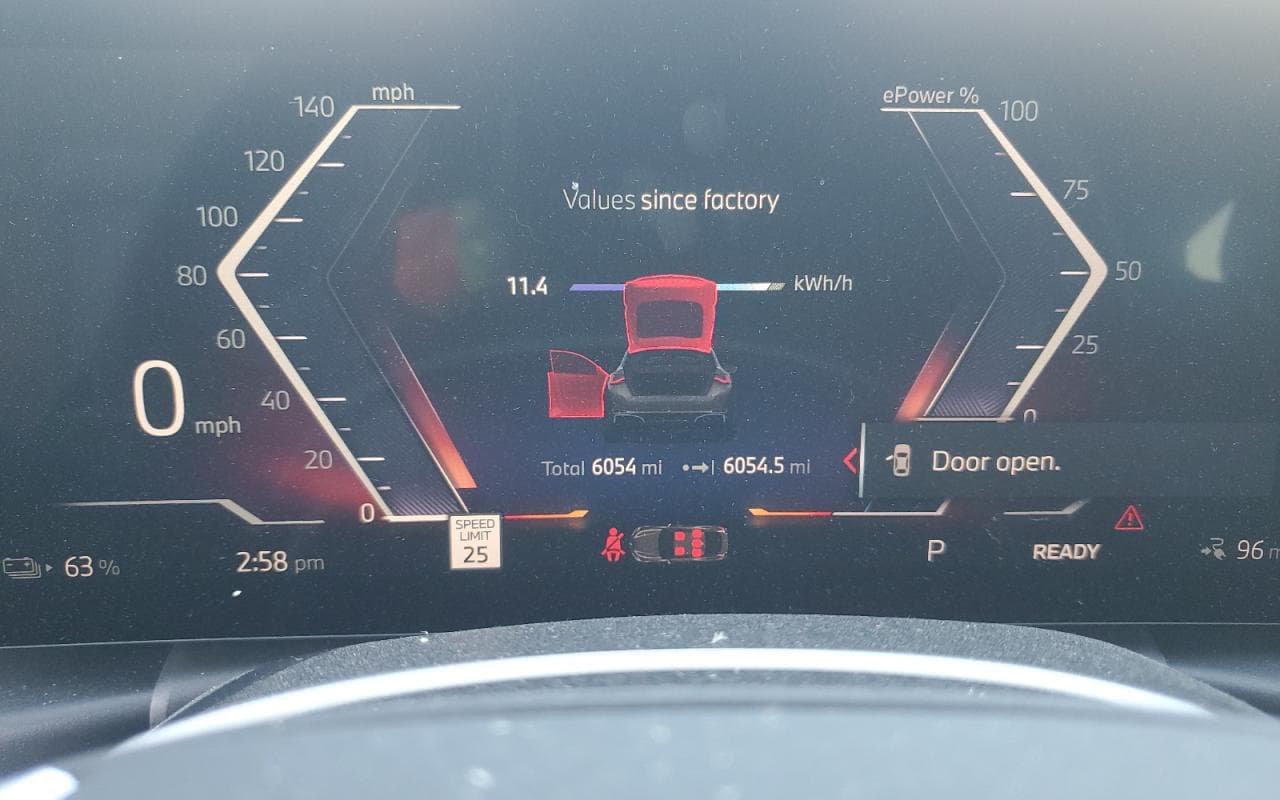 mph
140
120
100
80
60
40
20
0
0 mph
ePower %
100
75
50
25
0
Values since factory
11.4 kWh/h
Total 6054 mi 6054.5 mi
Door open.
63 %
2:58 pm
SPEED
LIMIT
25
P
READY
96 m